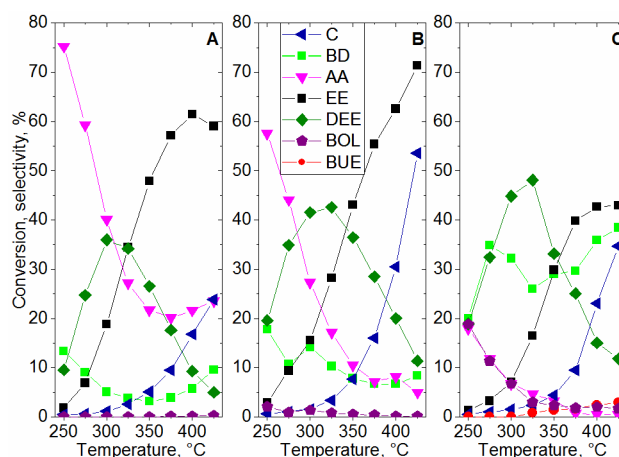 A B C
80 80 80
70 70 70
60 60 60
50 50 50
40 40 40
30 30 30
20 20 20
10 10 10
0 0 0
250 300 350 400 250 300 350 400 250 300 350 400
Conversion, selectivity, %
Temperature, °C Temperature, °C Temperature, °C
C
BD
AA
EE
DEE
BOL
BUE